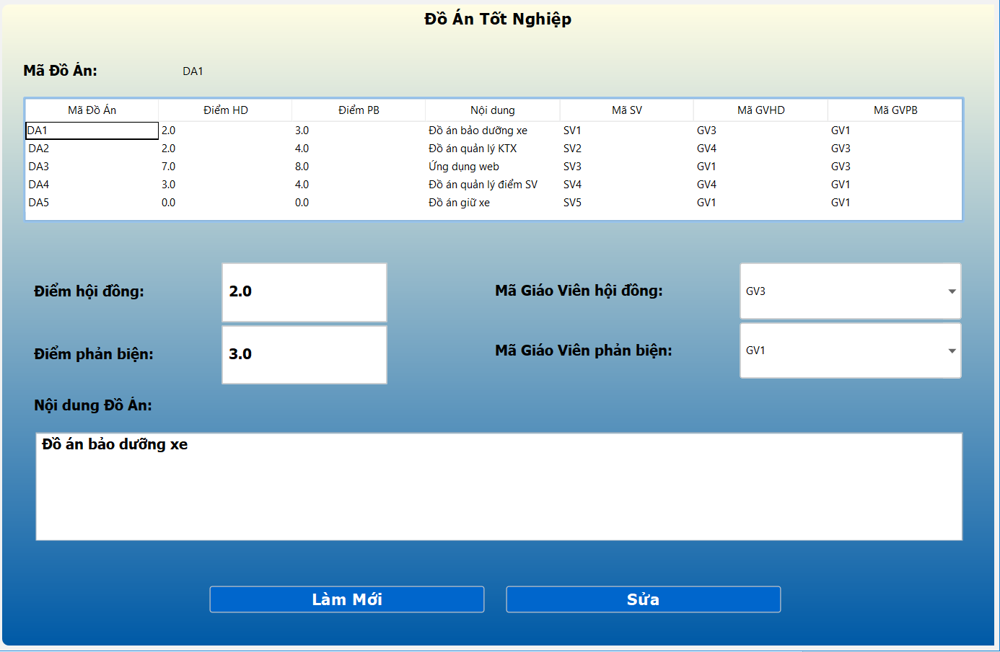 Đồ Án Tốt Nghiệp
Mã Đồ Án: DA1
Mã Đồ Án Điểm HD Điểm PB Nội dung Mã SV Mã GVHD Mã GVPB
DA1 2.0 3.0 Đồ án bảo dưỡng xe SV1 GV3 GV1
DA2 2.0 4.0 Đồ án quản lý KTX SV2 GV4 GV3
DA3 7.0 8.0 Ứng dụng web SV3 GV1 GV3
DA4 3.0 4.0 Đồ án quản lý điểm SV SV4 GV4 GV1
DA5 0.0 0.0 Đồ án giữ xe SV5 GV1 GV1
Điểm hội đồng: 2.0 Mã Giáo Viên hội đồng: GV3
Điểm phản biện: 3.0 Mã Giáo Viên phản biện: GV1
Nội dung Đồ Án:
Đồ án bảo dưỡng xe
Làm Mới Sửa